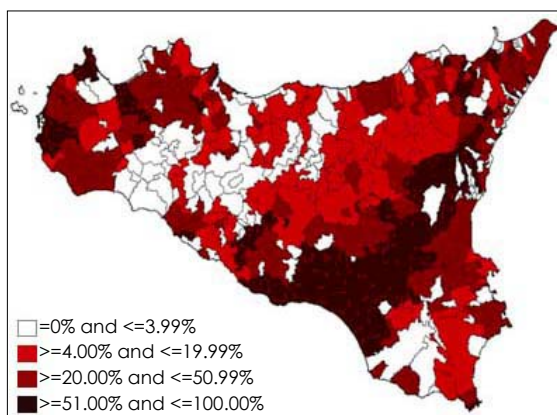 =0% and <=3.99%
>=4.00% and <=19.99%
>=20.00% and <=50.99%
>=51.00% and <=100.00%